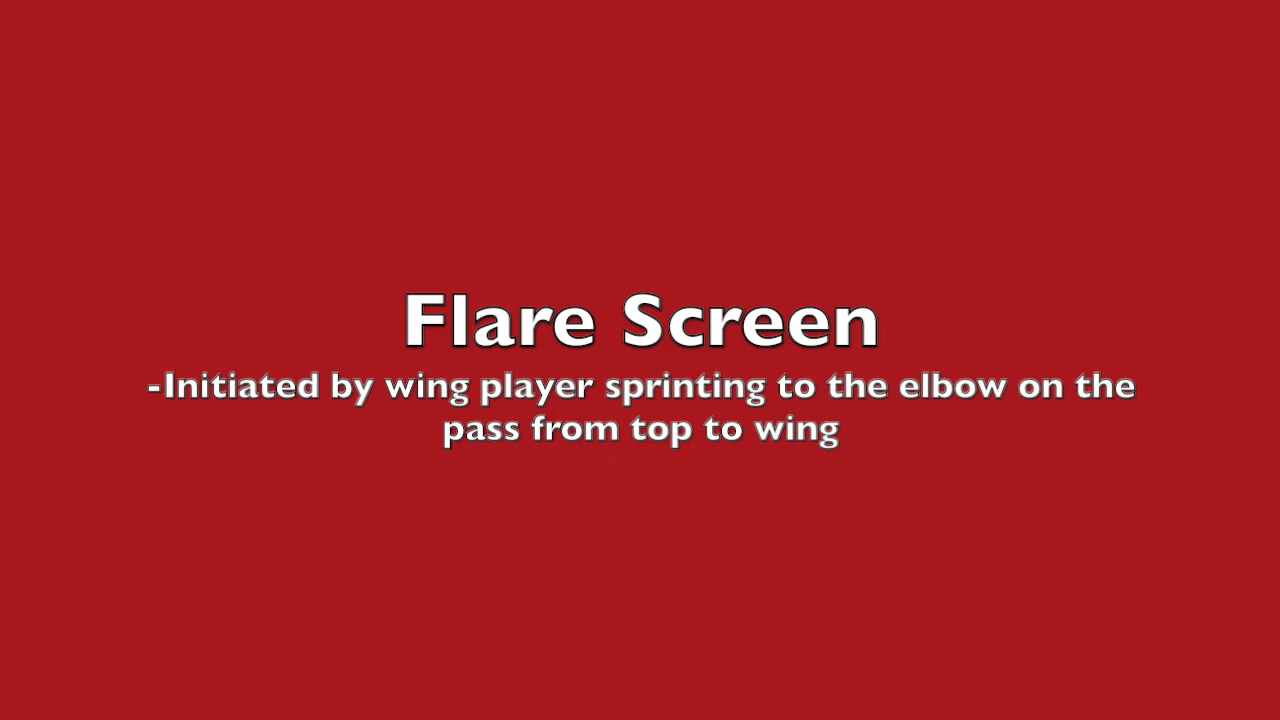 Flare Screen
-Initiated by wing player sprinting to the elbow on the
pass from top to wing